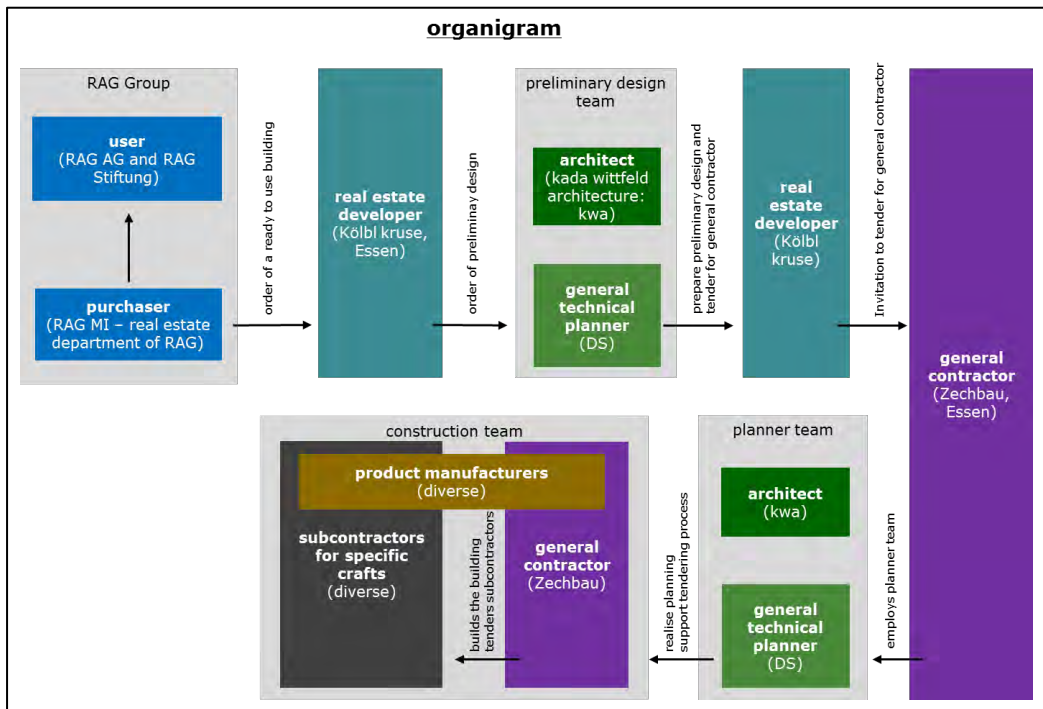 organigram
RAG Group
user
(RAG AG and RAG
Stiftung)
purchaser
(RAG MI – real estate
department of RAG)
order of a ready to use building
real estate
developer
(Kölbl kruse,
Essen)
order of preliminay design
preliminary design
team
architect
(kada wittfeld
architecture:
kwa)
general
technical
planner
(DS)
prepare preliminary design and
tender for general contractor
real
estate
developer
(Kölbl
kruse)
Invitation to tender for general contractor
general
contractor
(Zechbau,
Essen)
employs planner team
planner team
architect
(kwa)
general
technical
planner
(DS)
realise planning
support tendering process
construction team
product manufacturers
(diverse)
general
contractor
(Zechbau)
builds the building
tenders subcontractors
subcontractors
for specific
crafts
(diverse)